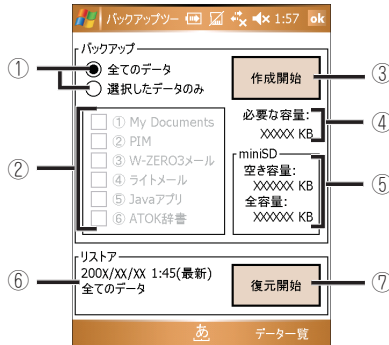 バックアップツー 1:57 ok
バックアップ
① 全てのデータ
選択したデータのみ
作成開始 ③
必要な容量:
XXXXX KB ④
② ① My Documents
② PIM
③ W-ZERO3メール
④ ライトメール
⑤ Javaアプリ
⑥ ATOK辞書
miniSD
空き容量:
XXXXXX KB
全容量:
XXXXXX KB
⑤
リストア
⑥ 200X/XX/XX 1:45(最新)
全てのデータ
復元開始 ⑦
あ データ一覧